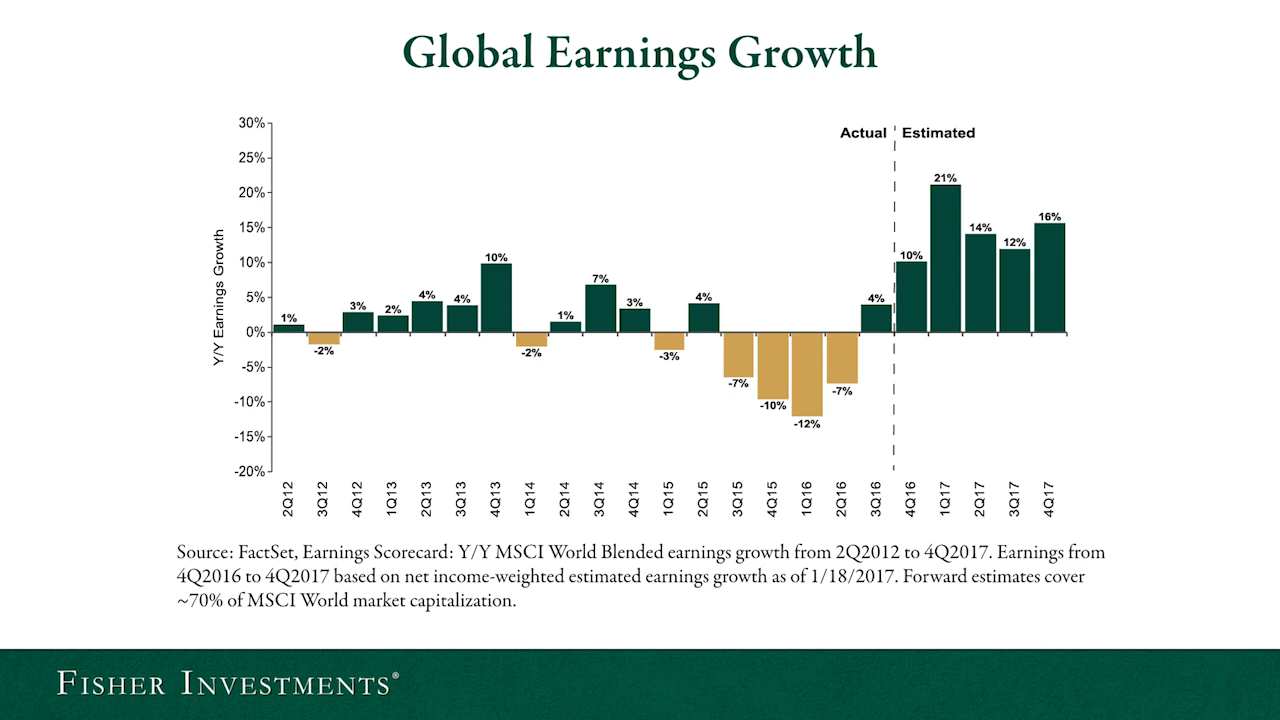 Global Earnings Growth
Actual
Estimated
Y/Y Earnings Growth
30%
25%
20%
15%
10%
5%
0%
-5%
-10%
-15%
-20%
1%
-2%
3%
2%
4%
4%
10%
-2%
1%
7%
3%
-3%
4%
-7%
-10%
-12%
-7%
4%
10%
21%
14%
12%
16%
2Q12
3Q12
4Q12
1Q13
2Q13
3Q13
4Q13
1Q14
2Q14
3Q14
4Q14
1Q15
2Q15
3Q15
4Q15
1Q16
2Q16
3Q16
4Q16
1Q17
2Q17
3Q17
4Q17
Source: FactSet, Earnings Scorecard: Y/Y MSCI World Blended earnings growth from 2Q2012 to 4Q2017. Earnings from
4Q2016 to 4Q2017 based on net income-weighted estimated earnings growth as of 1/18/2017. Forward estimates cover
~70% of MSCI World market capitalization.
FISHER INVESTMENTS®